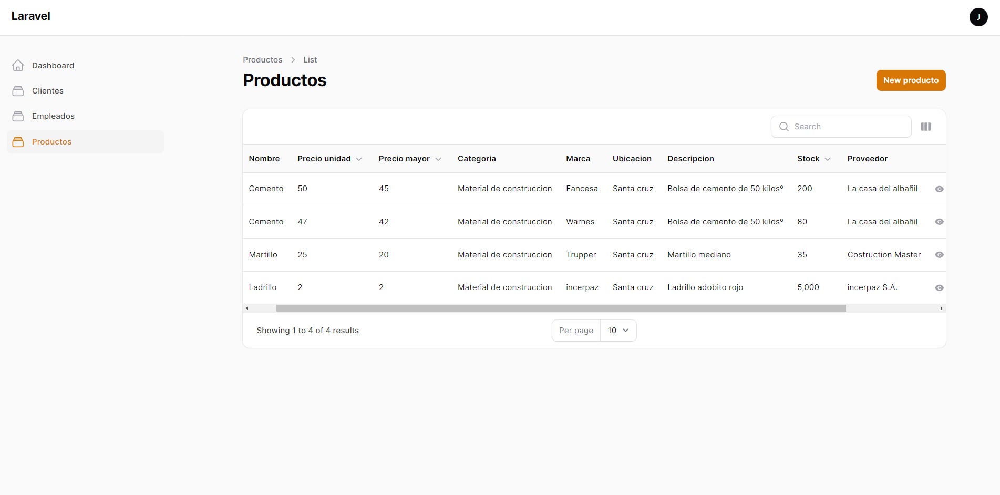 Laravel
J
Dashboard
Clientes
Empleados
Productos
Productos > List
Productos
New producto
Search
Nombre Precio unidad Precio mayor Categoria Marca Ubicacion Descripcion Stock Proveedor
Cemento 50 45 Material de construccion Fancesa Santa cruz Bolsa de cemento de 50 kilosº 200 La casa del albañil
Cemento 47 42 Material de construccion Warnes Santa cruz Bolsa de cemento de 50 kilosº 80 La casa del albañil
Martillo 25 20 Material de construccion Trupper Santa cruz Martillo mediano 35 Costruction Master
Ladrillo 2 2 Material de construccion incerpaz Santa cruz Ladrillo adobito rojo 5,000 incerpaz S.A.
Showing 1 to 4 of 4 results
Per page 10